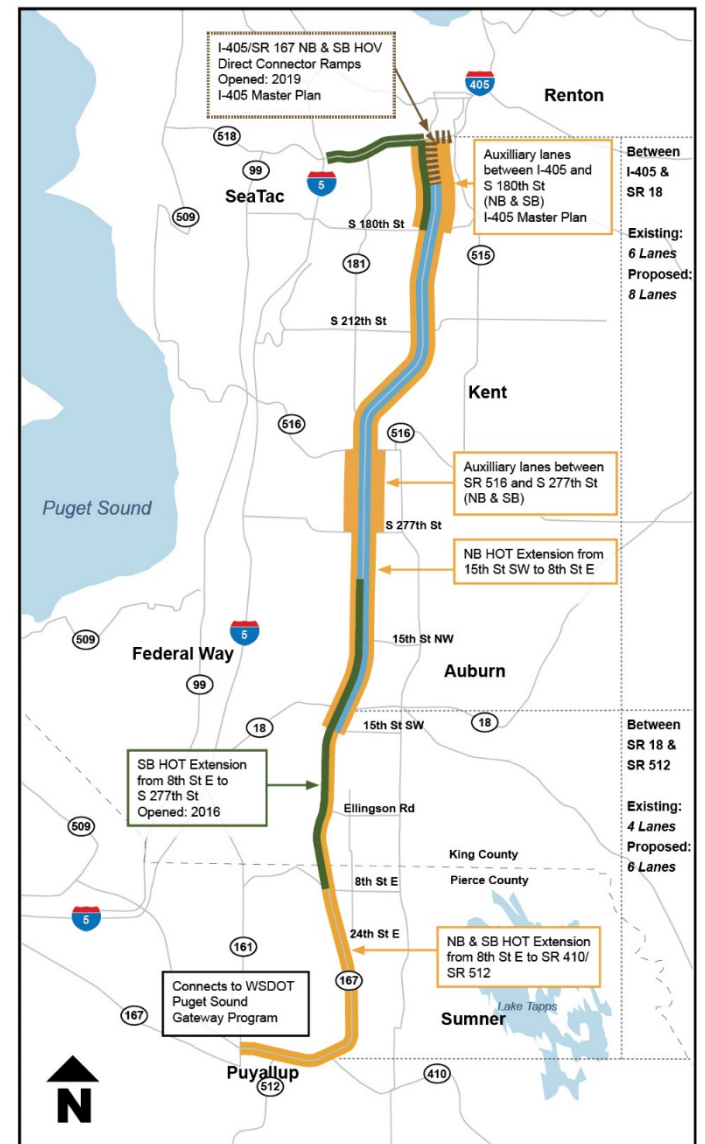 I-405/SR 167 NB & SB HOV
Direct Connector Ramps
Opened: 2019
I-405 Master Plan
405
Renton
518
99
5
SeaTac
509
Auxilliary lanes
between I-405 and
S 180th St
(NB & SB)
I-405 Master Plan
Between
I-405 &
SR 18
Existing:
6 Lanes
Proposed:
8 Lanes
S 180th St
181
515
S 212th St
Kent
516
516
Auxilliary lanes between
SR 516 and S 277th St
(NB & SB)
Puget Sound
S 277th St
NB HOT Extension from
15th St SW to 8th St E
509
Federal Way
5
15th St NW
99
Auburn
18
15th St SW
18
Between
SR 18 &
SR 512
Existing:
4 Lanes
Proposed:
6 Lanes
SB HOT Extension
from 8th St E to
S 277th St
Opened: 2016
Ellingson Rd
509
King County
Pierce County
8th St E
5
24th St E
161
NB & SB HOT Extension
from 8th St E to SR 410/
SR 512
Connects to WSDOT
Puget Sound
Gateway Program
167
167
Lake Tapps
Sumner
N
Puyallup
512
410